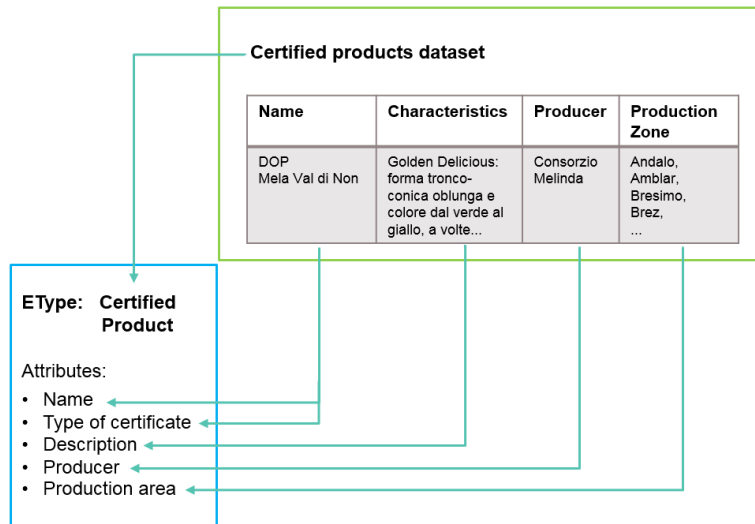 Certified products dataset
Name
Characteristics
Producer
Production
Zone
DOP
Mela Val di Non
Golden Delicious:
forma tronco-
conica oblunga e
colore dal verde al
giallo, a volte...
Consorzio
Melinda
Andalo,
Amblar,
Bresimo,
Brez,
...
EType: Certified
Product
Attributes:
• Name
• Type of certificate
• Description
• Producer
• Production area